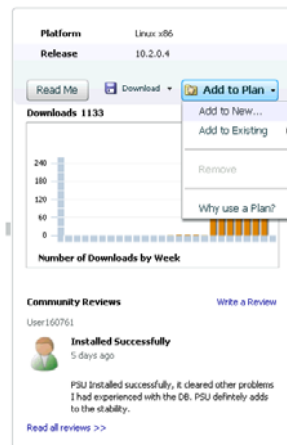 Platform Linux x86
Release 10.2.0.4
Read Me Download Add to Plan
Downloads 1133
Add to New...
Add to Existing
Remove
Why use a Plan?
240
180
120
60
0
Number of Downloads by Week
Community Reviews Write a Review
User160761
Installed Successfully
5 days ago
PSU Installed successfully, it cleared other problems
I had experienced with the DB. PSU defintely adds
to the stability.
Read all reviews >>